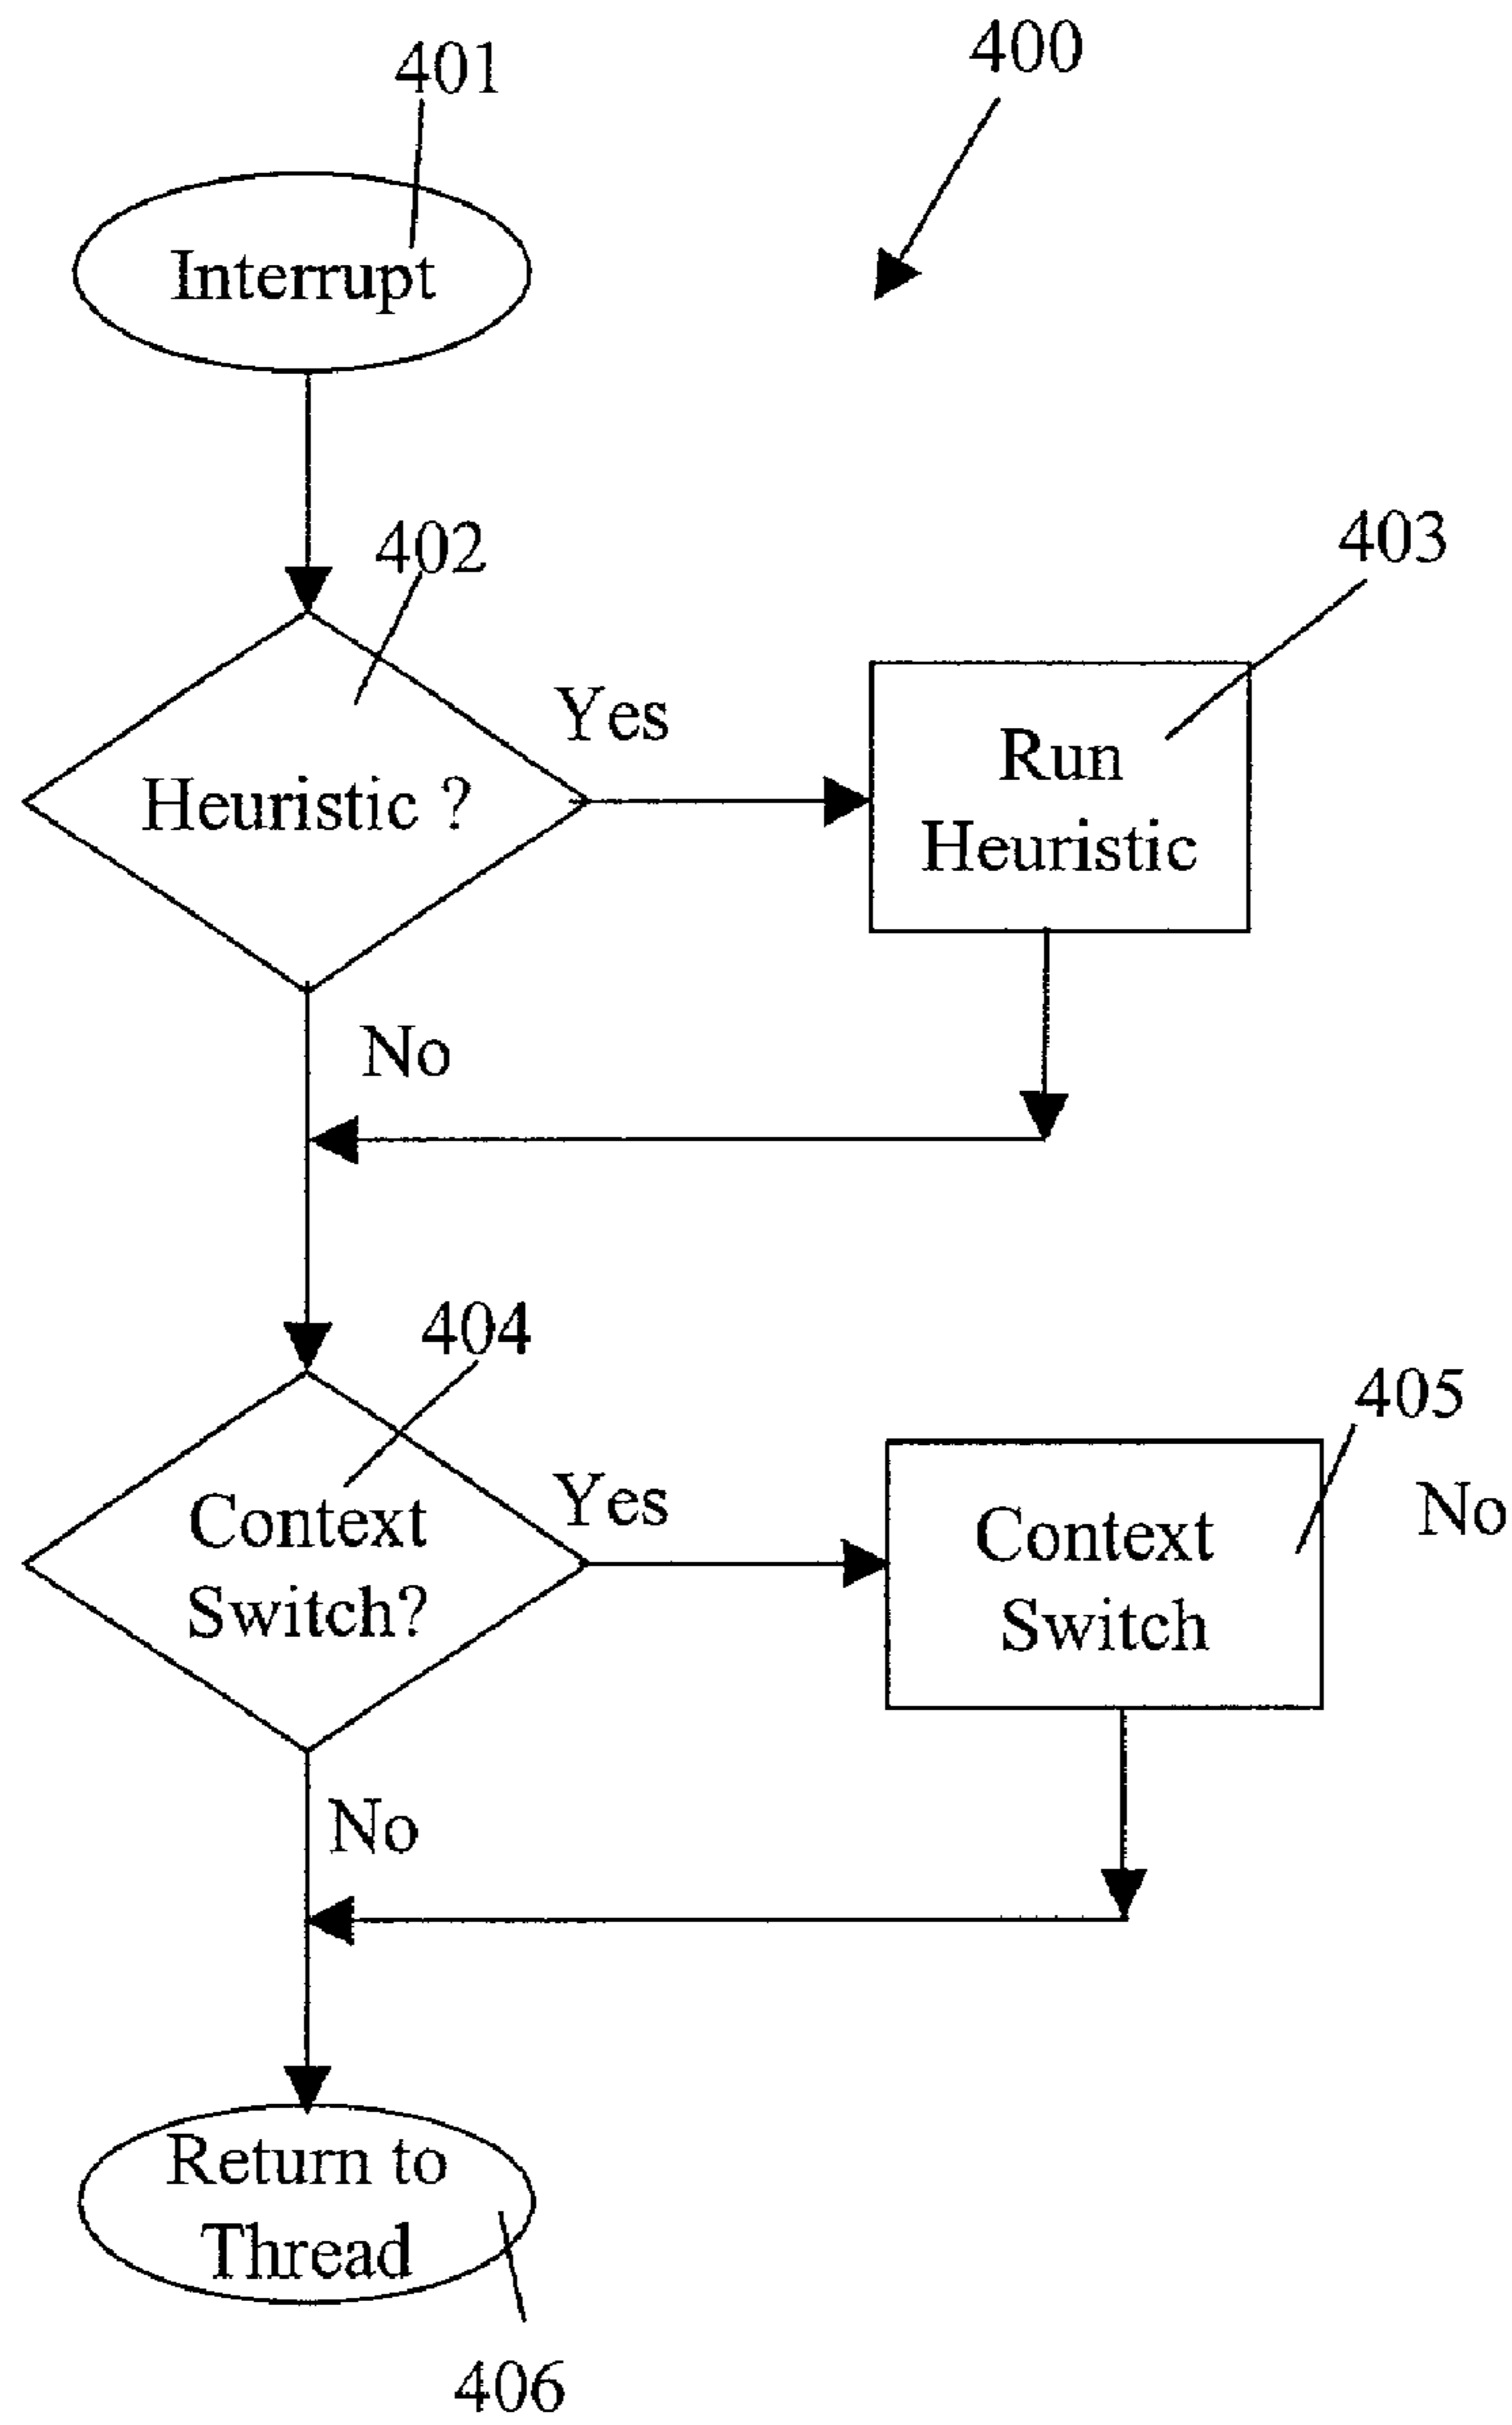 400
401
Interrupt
402
403
Yes
Run
Heuristic
Heuristic ?
No
404
405
Yes
No
Context
Switch?
Context
Switch
No
Return to
Thread
406